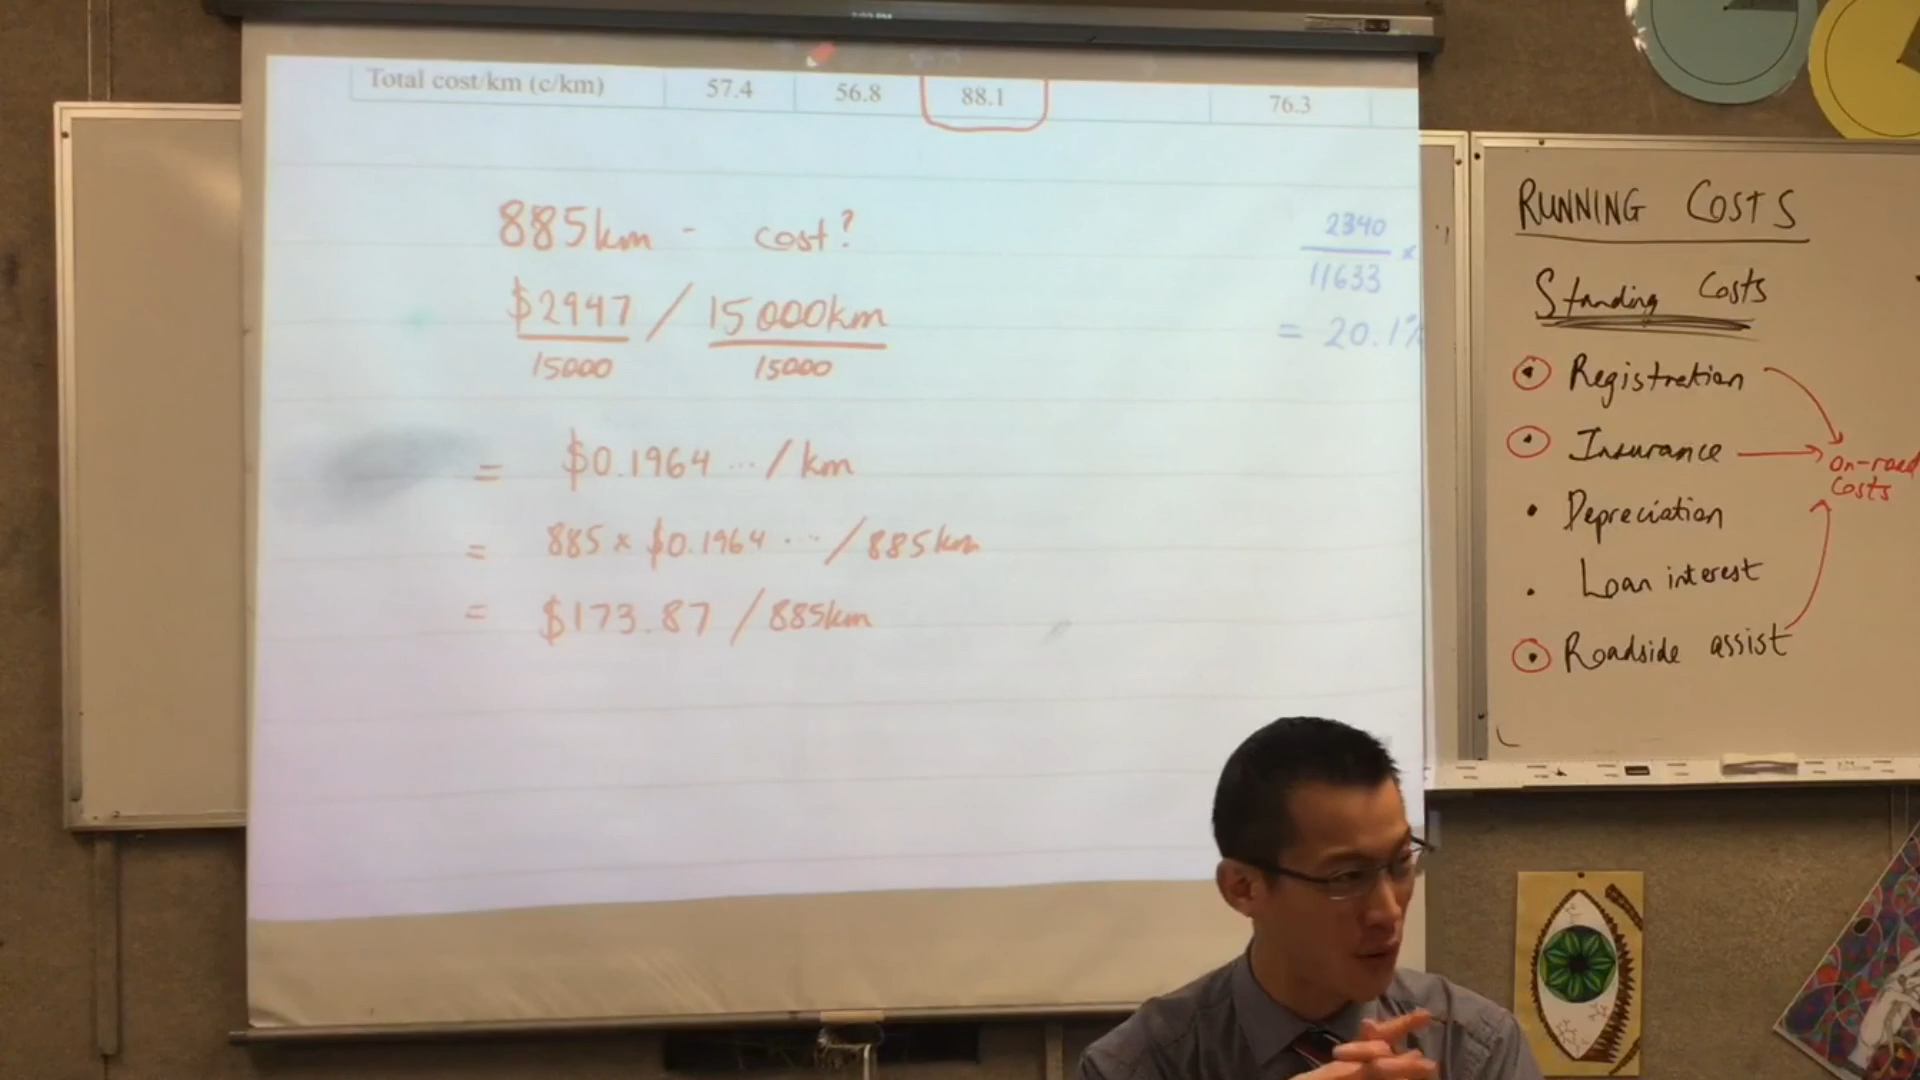 Total cost/km (c/km) 57.4 56.8 88.1 76.3
885km - cost?
$2947 / 15000km
15000 15000
= $0.1964 ... / km
= 885 × $0.1964 ... / 885km
= $173.87 / 885km
2340
11633 ×
= 20.1%
RUNNING COSTS
Standing Costs
• Registration
• Insurance
• Depreciation
• Loan interest
• Roadside assist
On-road
Costs